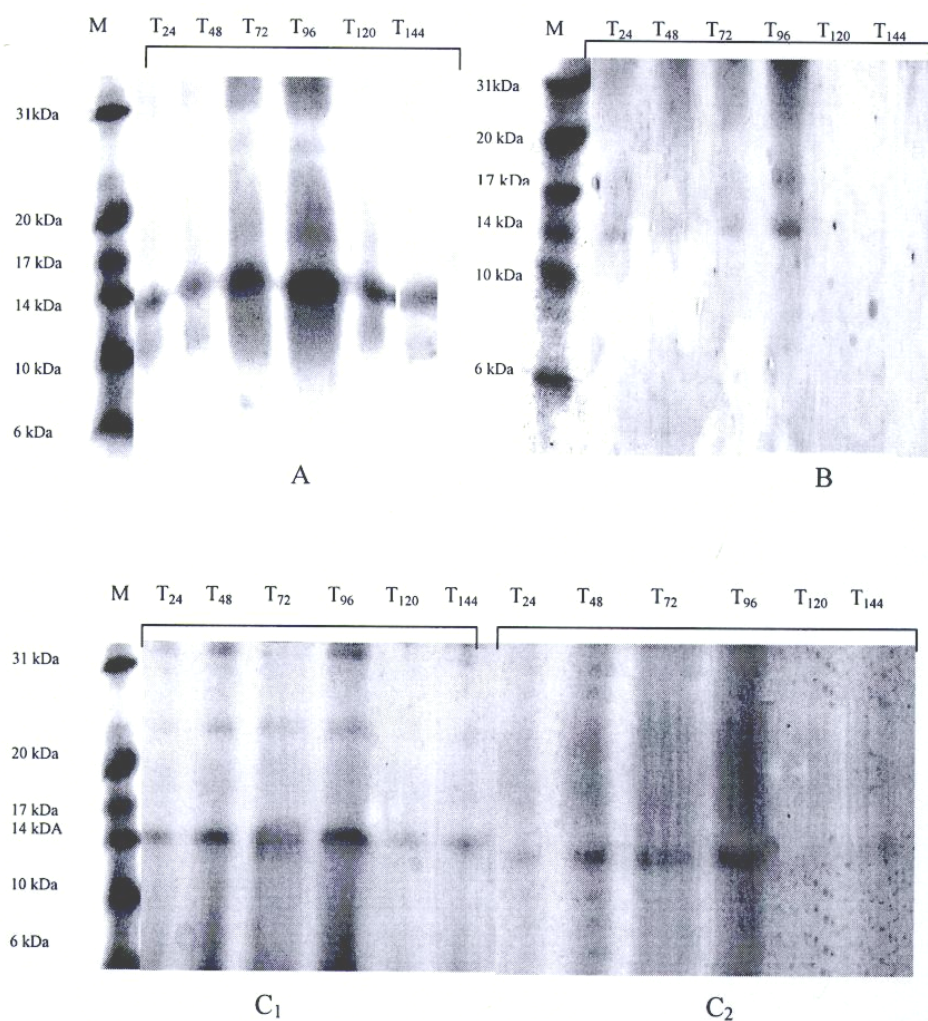 M T24 T48 T72 T96 T120 T144
31kDa
20 kDa
17 kDa
14 kDa
10 kDa
6 kDa
A
M T24 T48 T72 T96 T120 T144
31kDa
20 kDa
17 kDa
14 kDa
10 kDa
6 kDa
B
M T24 T48 T72 T96 T120 T144 T24 T48 T72 T96 T120 T144
31 kDa
20 kDa
17 kDa
14 kDA
10 kDa
6 kDa
C1 C2